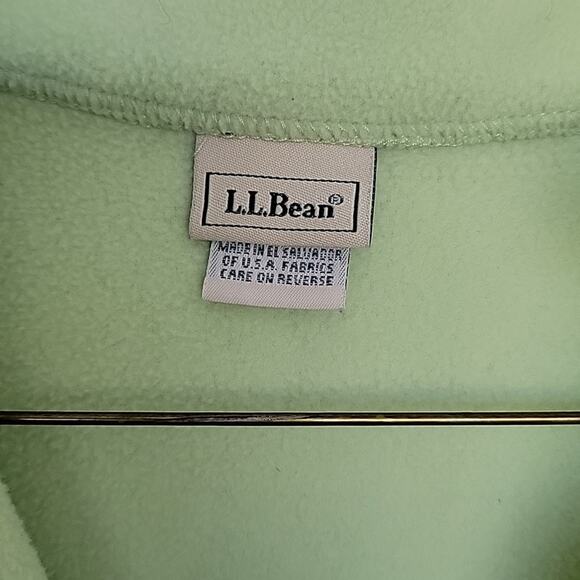 L.L.Bean®
MADE IN EL SALVADOR
OF U.S.A. FABRICS
CARE ON REVERSE